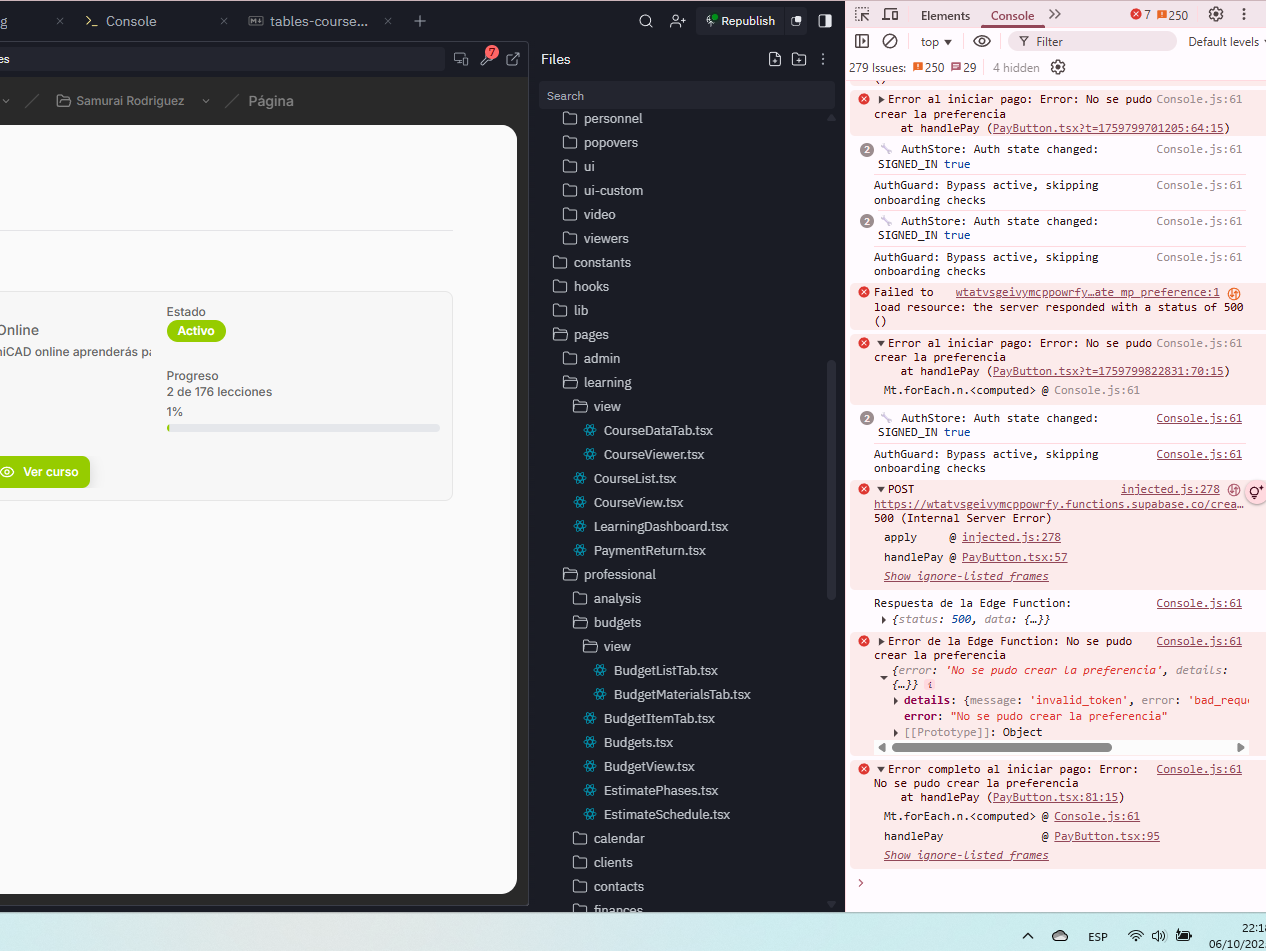 g
Console
tables-course...
Republish
es
7
Samurai Rodriguez
Página
Online
Estado
Activo
niCAD online aprenderás pa
Progreso
2 de 176 lecciones
1%
Ver curso
Files
Search
personnel
popovers
ui
ui-custom
video
viewers
constants
hooks
lib
pages
admin
learning
view
CourseDataTab.tsx
CourseViewer.tsx
CourseList.tsx
CourseView.tsx
LearningDashboard.tsx
PaymentReturn.tsx
professional
analysis
budgets
view
BudgetListTab.tsx
BudgetMaterialsTab.tsx
BudgetItemTab.tsx
Budgets.tsx
BudgetView.tsx
EstimatePhases.tsx
EstimateSchedule.tsx
calendar
clients
contacts
finances
Elements
Console
7
250
top
Filter
Default levels
279 Issues:
250
29
4 hidden
()
Error al iniciar pago: Error: No se pudo Console.js:61
crear la preferencia
at handlePay (PayButton.tsx?t=1759799701205:64:15)
2 AuthStore: Auth state changed: Console.js:61
SIGNED_IN true
AuthGuard: Bypass active, skipping Console.js:61
onboarding checks
2 AuthStore: Auth state changed: Console.js:61
SIGNED_IN true
AuthGuard: Bypass active, skipping Console.js:61
onboarding checks
Failed to wtatvsgeivymcppowrfy…ate_mp_preference:1
load resource: the server responded with a status of 500
()
Error al iniciar pago: Error: No se pudo Console.js:61
crear la preferencia
at handlePay (PayButton.tsx?t=1759799822831:70:15)
Mt.forEach.n.<computed> @ Console.js:61
2 AuthStore: Auth state changed: Console.js:61
SIGNED_IN true
AuthGuard: Bypass active, skipping Console.js:61
onboarding checks
POST injected.js:278
https://wtatvsgeivymcppowrfy.functions.supabase.co/crea…
500 (Internal Server Error)
apply @ injected.js:278
handlePay @ PayButton.tsx:57
Show ignore-listed frames
Respuesta de la Edge Function: Console.js:61
{status: 500, data: {…}}
Error de la Edge Function: No se pudo Console.js:61
crear la preferencia
{error: 'No se pudo crear la preferencia', details:
{…}} i
details: {message: 'invalid_token', error: 'bad_requ
error: "No se pudo crear la preferencia"
[[Prototype]]: Object
Error completo al iniciar pago: Error: Console.js:61
No se pudo crear la preferencia
at handlePay (PayButton.tsx:81:15)
Mt.forEach.n.<computed> @ Console.js:61
handlePay @ PayButton.tsx:95
Show ignore-listed frames
ESP
22:18
06/10/202